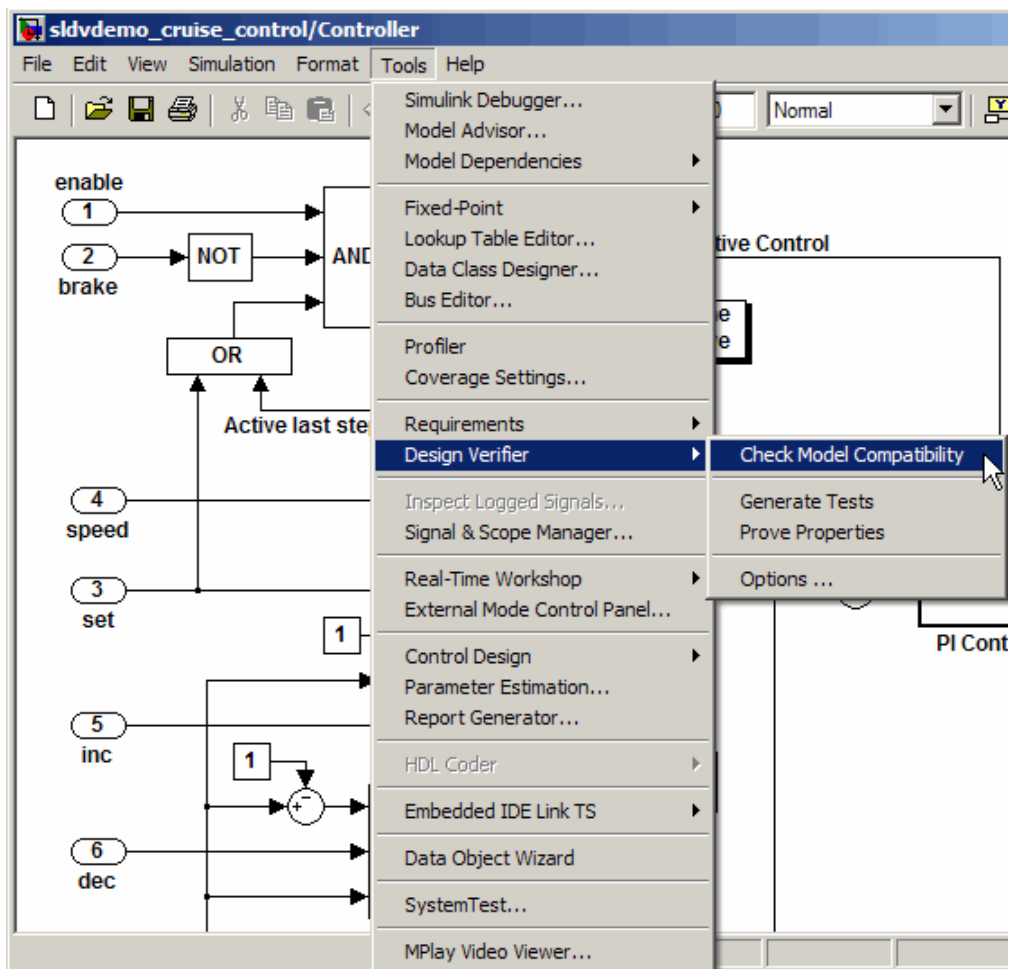 sldvdemo_cruise_control/Controller
File Edit View Simulation Format Tools Help
Normal
Simulink Debugger...
Model Advisor...
Model Dependencies
Fixed-Point
Lookup Table Editor...
Data Class Designer...
Bus Editor...
Profiler
Coverage Settings...
Requirements
Design Verifier
Inspect Logged Signals...
Signal & Scope Manager...
Real-Time Workshop
External Mode Control Panel...
Control Design
Parameter Estimation...
Report Generator...
HDL Coder
Embedded IDE Link TS
Data Object Wizard
SystemTest...
MPlay Video Viewer...
Check Model Compatibility
Generate Tests
Prove Properties
Options ...
enable
1
2
brake
NOT
AND
OR
Active last ste
4
speed
3
set
1
5
inc
1
6
dec
tive Control
e
e
PI Cont